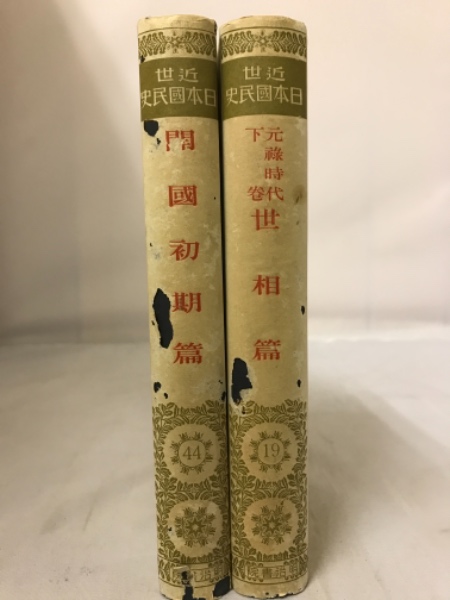 近世
日本國民史
開國初期篇
44
近世
日本國民史
元祿時代
下卷
世相篇
19